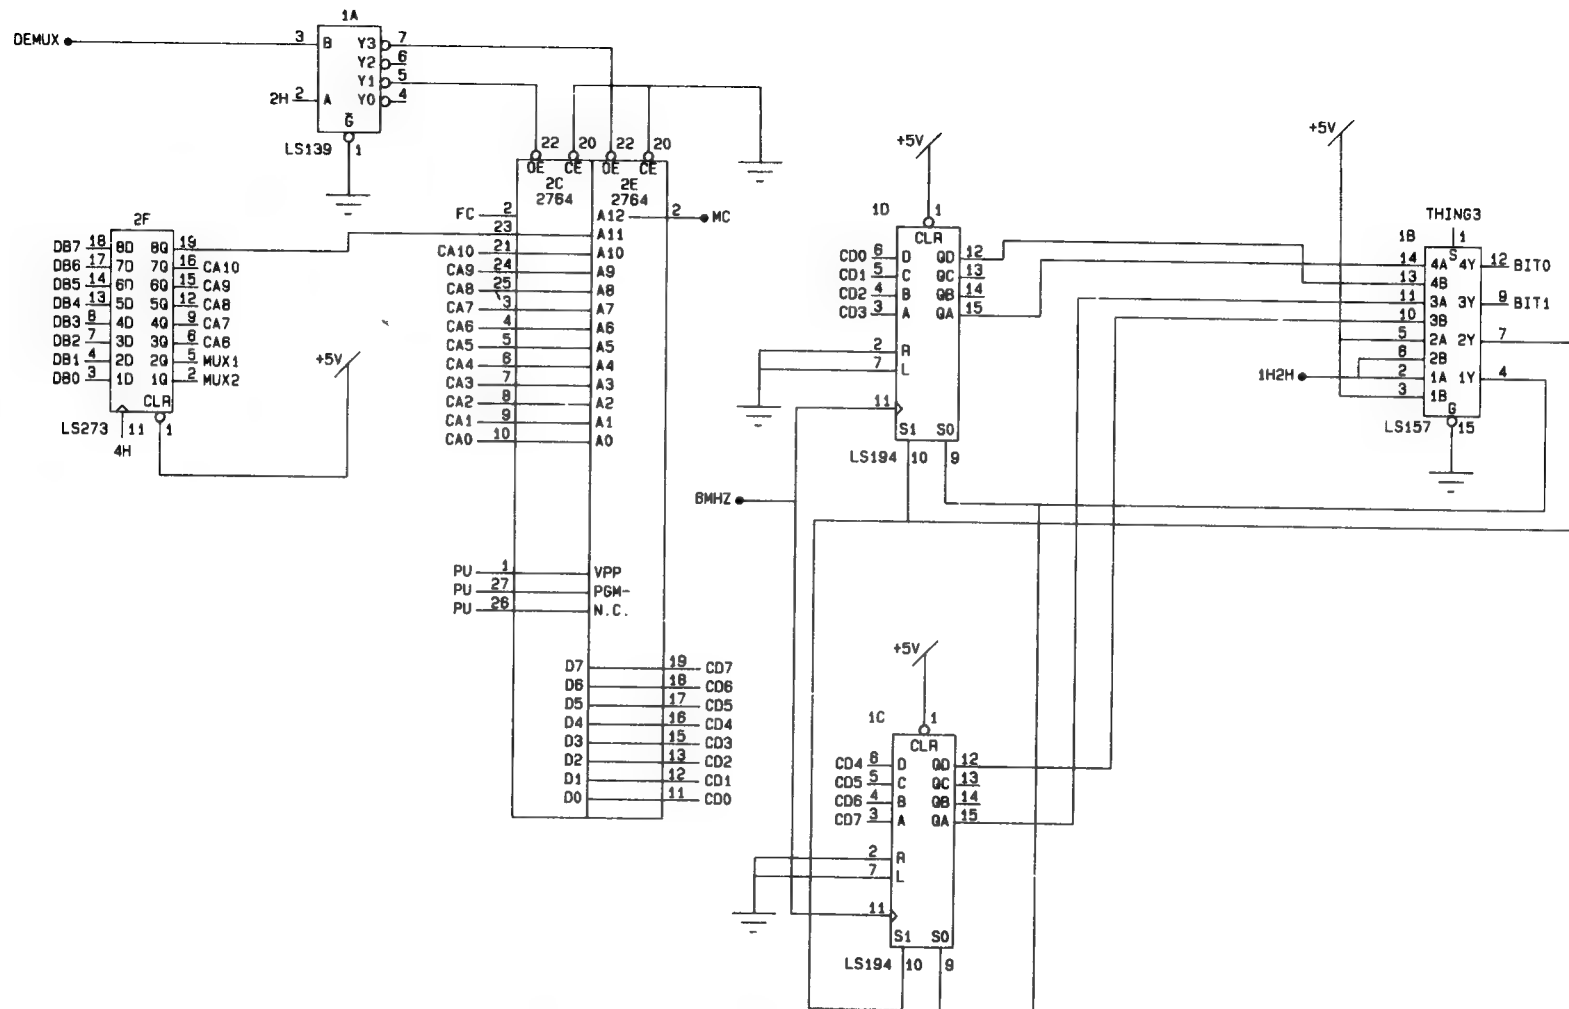 1A
DEMUX 3 B Y3 7
Y2 6
Y1 5
2H 2 A Y0 4
G
LS139 1
22 20 22 20
OE CE OE CE
2C 2E
2764 2764
FC 2 A12 2 MC
23 A11
CA10 21 A10
CA9 24 A9
CA8 25 A8
CA7 3 A7
CA6 4 A6
CA5 5 A5
CA4 6 A4
CA3 7 A3
CA2 8 A2
CA1 9 A1
CA0 10 A0
PU 1 VPP
PU 27 PGM-
PU 26 N.C.
D7 19 CD7
D6 18 CD6
D5 17 CD5
D4 16 CD4
D3 15 CD3
D2 13 CD2
D1 12 CD1
D0 11 CD0
2F
DB7 18 8D 8Q 19
DB6 17 7D 7Q 16 CA10
DB5 14 6D 6Q 15 CA9
DB4 13 5D 5Q 12 CA8
DB3 8 4D 4Q 9 CA7
DB2 7 3D 3Q 6 CA6
DB1 4 2D 2Q 5 MUX1
DB0 3 1D 1Q 2 MUX2
CLR
LS273 11 1
4H
+5V
+5V
1D 1
CLR
CD0 6 D QD 12
CD1 5 C QC 13
CD2 4 B QB 14
CD3 3 A QA 15
2 R
7 L
11
S1 S0
LS194 10 9
8MHZ
+5V
1C 1
CLR
CD4 6 D QD 12
CD5 5 C QC 13
CD6 4 B QB 14
CD7 3 A QA 15
2 R
7 L
11
S1 S0
LS194 10 9
+5V
THING3
1B 1
S
14 4A 4Y 12 BIT0
13 4B
11 3A 3Y 9 BIT1
10 3B
5 2A 2Y 7
6 2B
1H2H 2 1A 1Y 4
3 1B
G
LS157 15